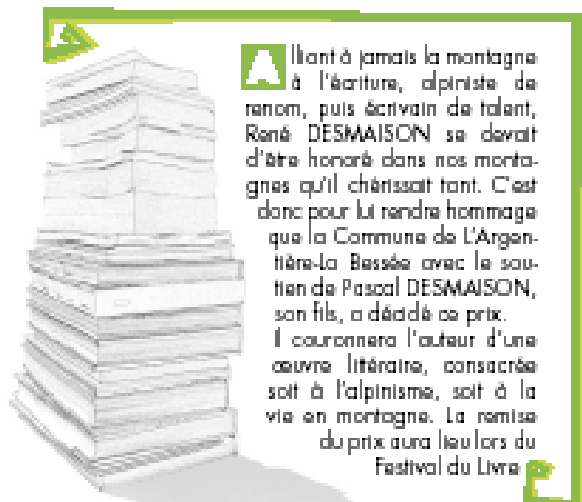 Alliant à jamais la montagne
à l'écriture, alpiniste de
renom, puis écrivain de talent,
René DESMAISON se devait
d'être honoré dans nos monta-
gnes qu'il chérissait tant. C'est
donc pour lui rendre hommage
que la Commune de L'Argen-
tière-La Bessée avec le sou-
tien de Pascal DESMAISON,
son fils, a décidé ce prix.
Il couronnera l'auteur d'une
œuvre littéraire, consacrée
soit à l'alpinisme, soit à la
vie en montagne. La remise
du prix aura lieu lors du
Festival du Livre